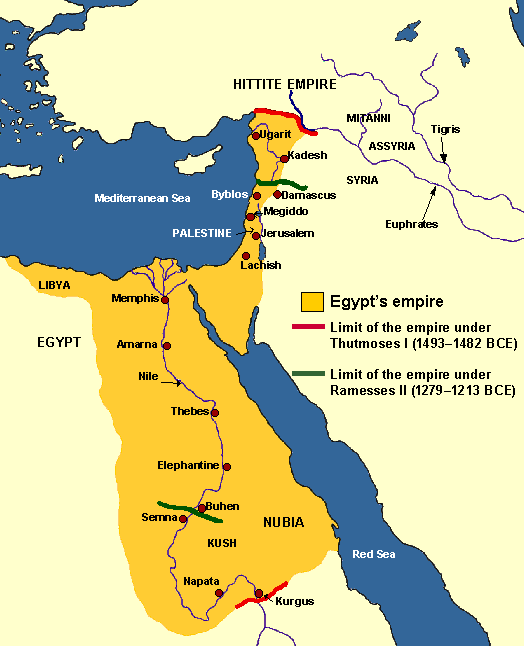 HITTITE EMPIRE
MITANNI
Ugarit
Tigris
ASSYRIA
Kadesh
SYRIA
Mediterranean Sea
Byblos
Damascus
Megiddo
PALESTINE
Jerusalem
Euphrates
Lachish
LIBYA
Memphis
Egypt's empire
Limit of the empire under
Thutmoses I (1493–1482 BCE)
EGYPT
Amarna
Limit of the empire under
Ramesses II (1279–1213 BCE)
Nile
Thebes
Elephantine
Buhen
Semna
NUBIA
KUSH
Red Sea
Napata
Kurgus